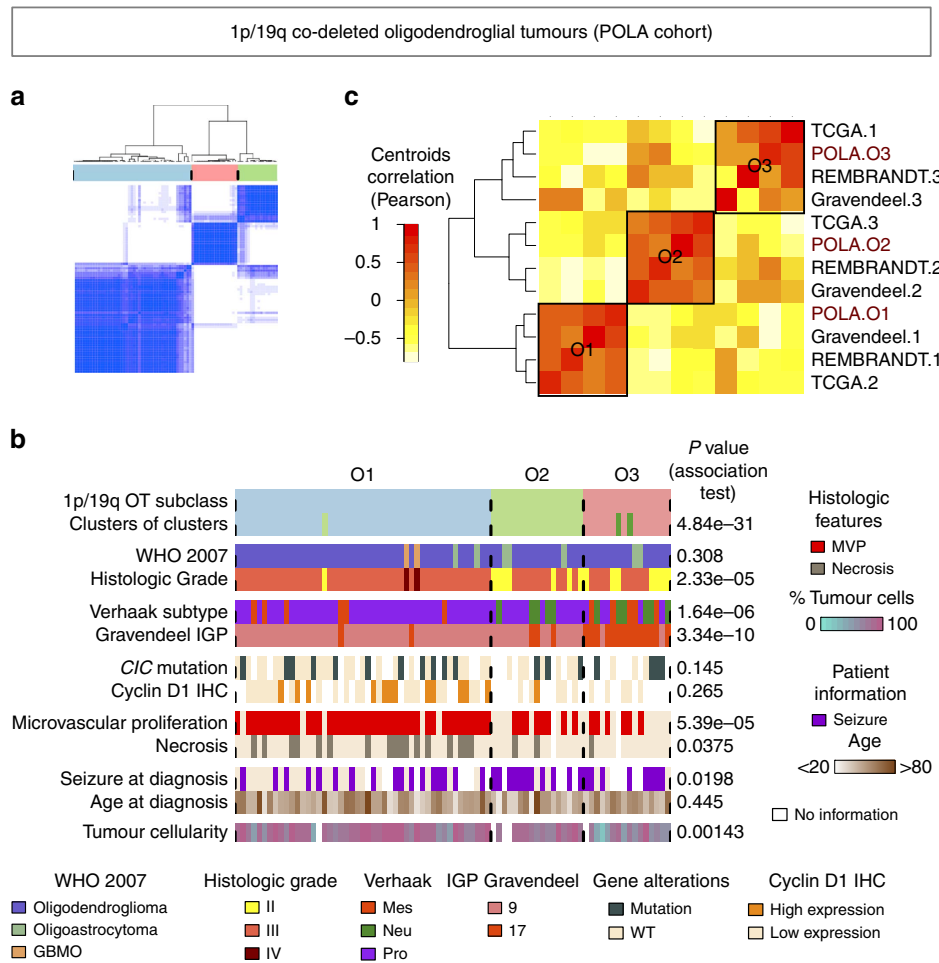 1p/19q co-deleted oligodendroglial tumours (POLA cohort)
a
c
Centroids
correlation
(Pearson)
1
0.5
0
−0.5
O3
O2
O1
TCGA.1
POLA.O3
REMBRANDT.3
Gravendeel.3
TCGA.3
POLA.O2
REMBRANDT.2
Gravendeel.2
POLA.O1
Gravendeel.1
REMBRANDT.1
TCGA.2
b
O1 O2 O3
P value
(association
test)
1p/19q OT subclass
Clusters of clusters 4.84e–31
WHO 2007 0.308
Histologic Grade 2.33e–05
Verhaak subtype 1.64e–06
Gravendeel IGP 3.34e–10
CIC mutation 0.145
Cyclin D1 IHC 0.265
Microvascular proliferation 5.39e–05
Necrosis 0.0375
Seizure at diagnosis 0.0198
Age at diagnosis 0.445
Tumour cellularity 0.00143
Histologic
features
MVP
Necrosis
% Tumour cells
0 100
Patient
information
Seizure
Age
<20 >80
No information
WHO 2007
Oligodendroglioma
Oligoastrocytoma
GBMO
Histologic grade
II
III
IV
Verhaak
Mes
Neu
Pro
IGP Gravendeel
9
17
Gene alterations
Mutation
WT
Cyclin D1 IHC
High expression
Low expression